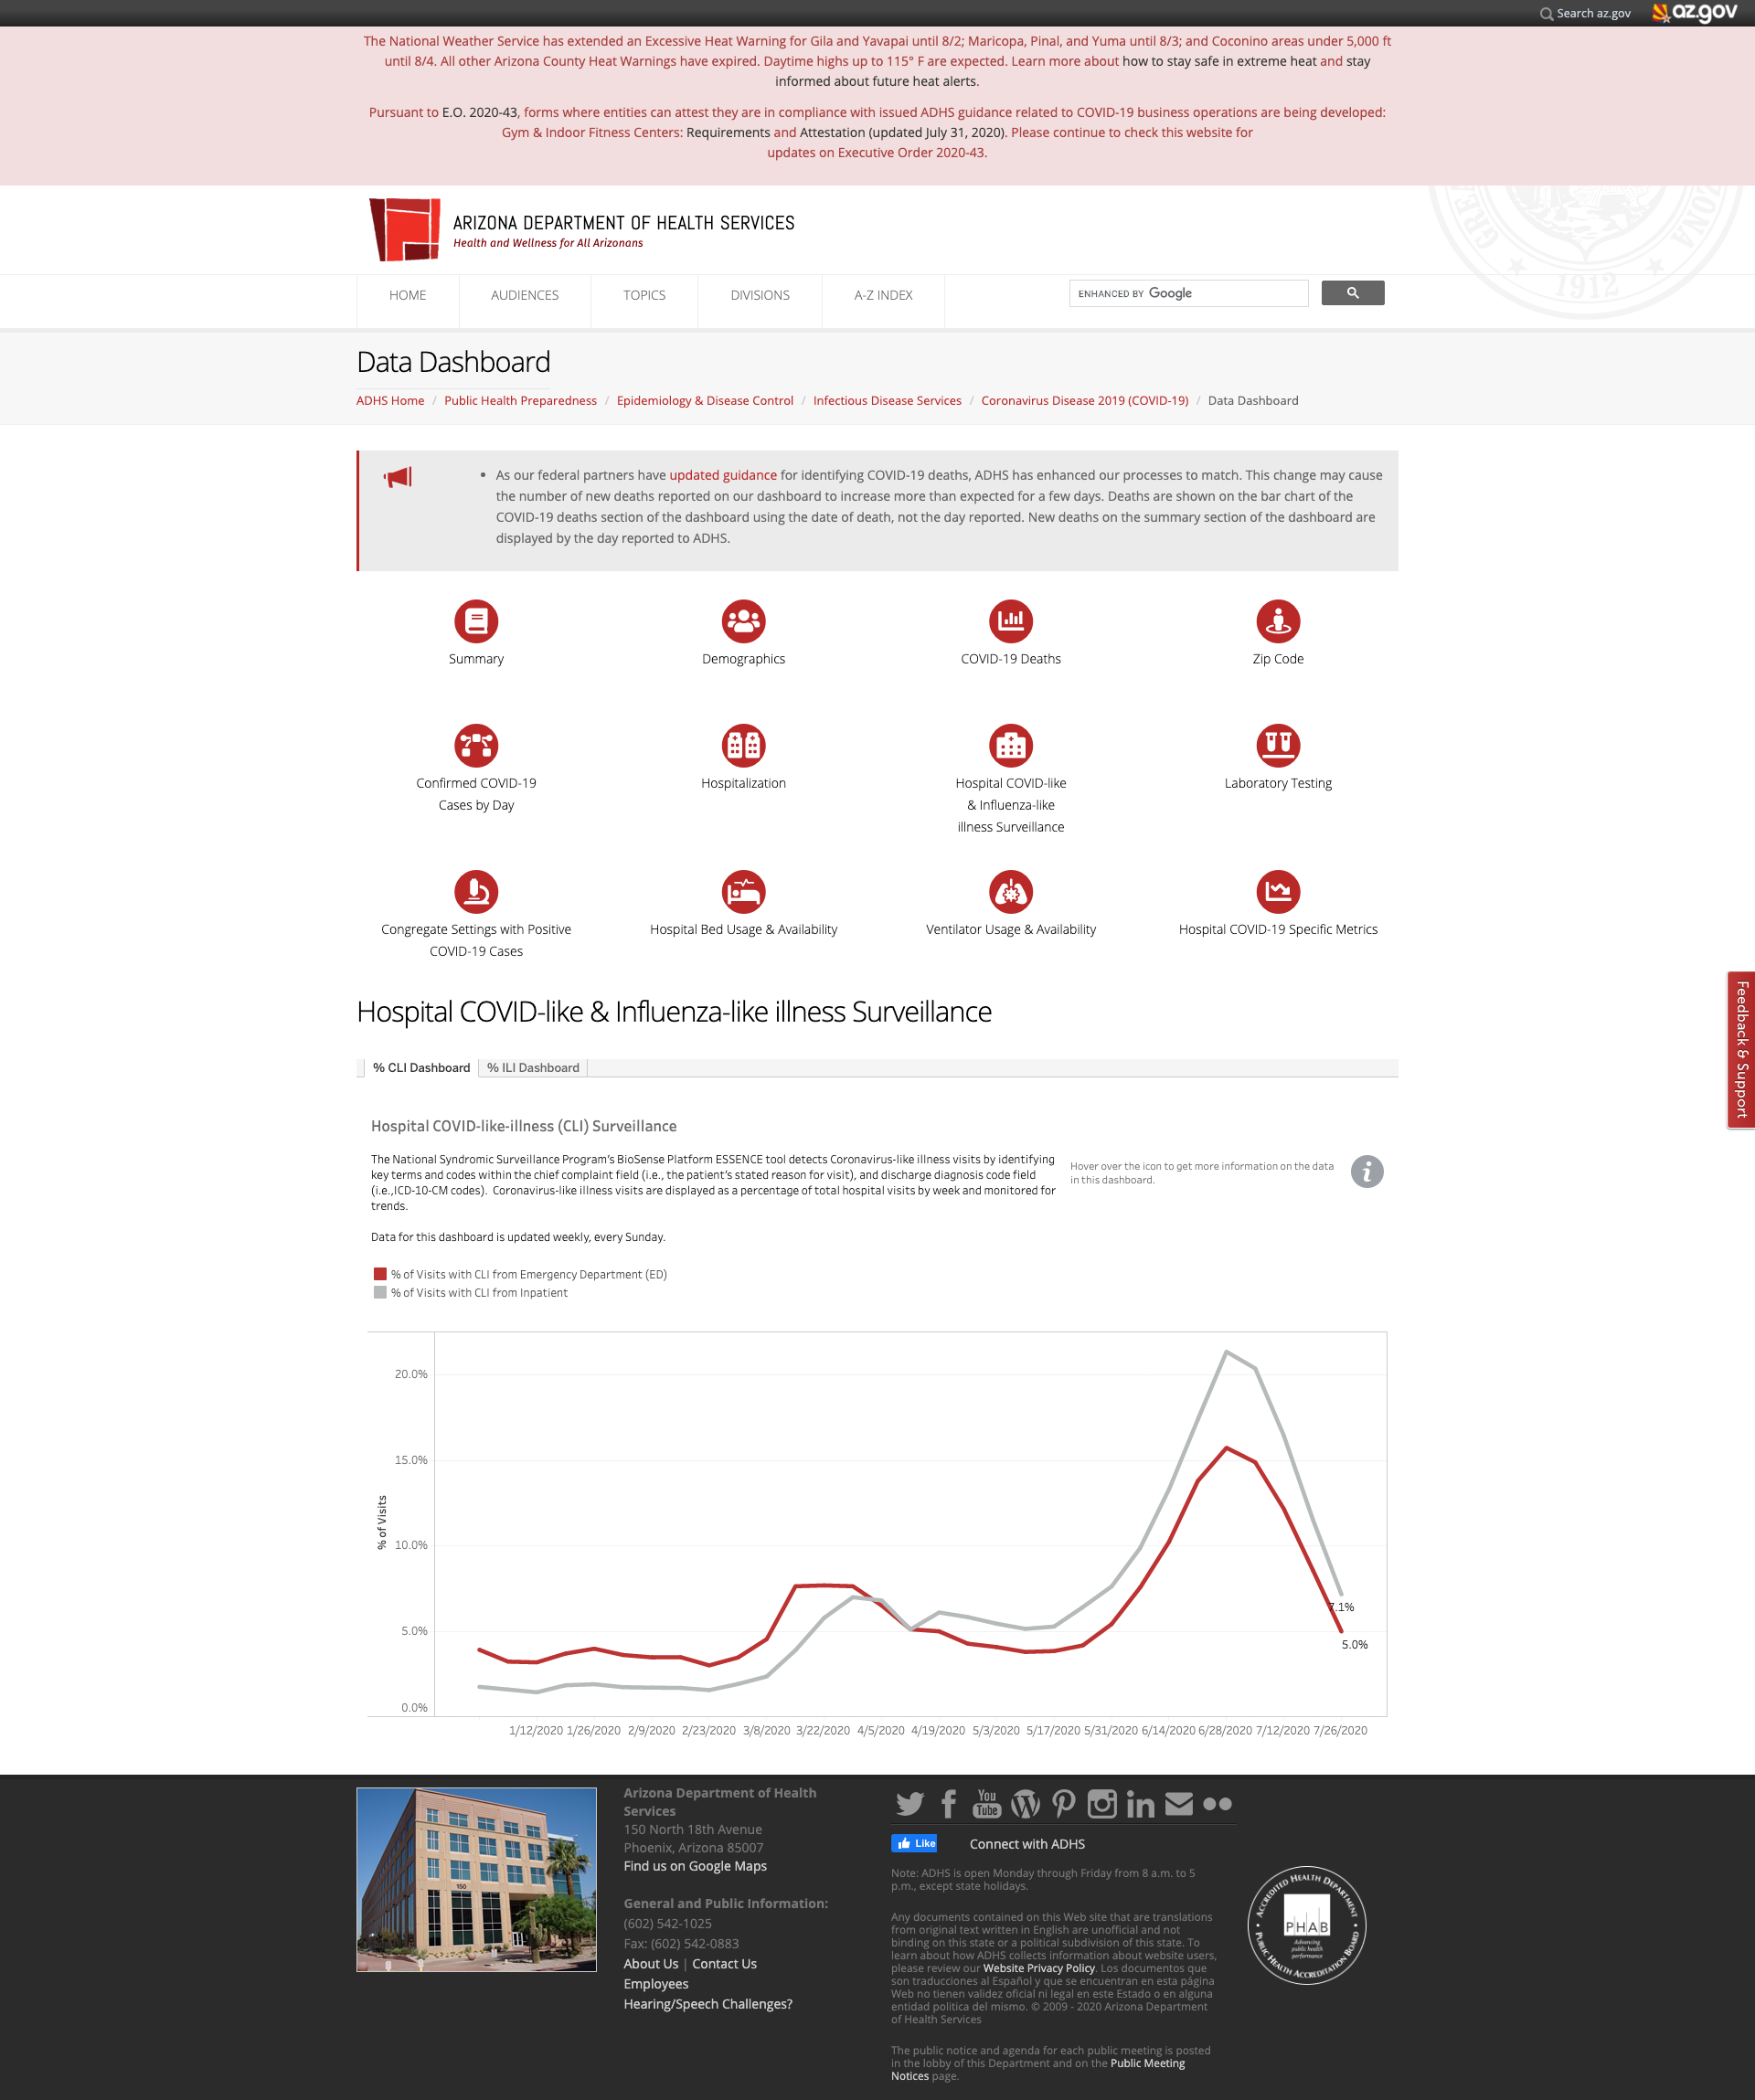 Search az.gov
az.gov
The National Weather Service has extended an Excessive Heat Warning for Gila and Yavapai until 8/2; Maricopa, Pinal, and Yuma until 8/3; and Coconino areas under 5,000 ft
until 8/4. All other Arizona County Heat Warnings have expired. Daytime highs up to 115° F are expected. Learn more about how to stay safe in extreme heat and stay
informed about future heat alerts.
Pursuant to E.O. 2020-43, forms where entities can attest they are in compliance with issued ADHS guidance related to COVID-19 business operations are being developed:
Gym & Indoor Fitness Centers: Requirements and Attestation (updated July 31, 2020). Please continue to check this website for
updates on Executive Order 2020-43.
ARIZONA DEPARTMENT OF HEALTH SERVICES
Health and Wellness for All Arizonans
1912
HOME
AUDIENCES
TOPICS
DIVISIONS
A-Z INDEX
ENHANCED BY Google
Data Dashboard
ADHS Home / Public Health Preparedness / Epidemiology & Disease Control / Infectious Disease Services / Coronavirus Disease 2019 (COVID-19) / Data Dashboard
• As our federal partners have updated guidance for identifying COVID-19 deaths, ADHS has enhanced our processes to match. This change may cause
the number of new deaths reported on our dashboard to increase more than expected for a few days. Deaths are shown on the bar chart of the
COVID-19 deaths section of the dashboard using the date of death, not the day reported. New deaths on the summary section of the dashboard are
displayed by the day reported to ADHS.
Summary
Demographics
COVID-19 Deaths
Zip Code
Confirmed COVID-19
Cases by Day
Hospitalization
Hospital COVID-like
& Influenza-like
illness Surveillance
Laboratory Testing
Congregate Settings with Positive
COVID-19 Cases
Hospital Bed Usage & Availability
Ventilator Usage & Availability
Hospital COVID-19 Specific Metrics
Feedback & Support
Hospital COVID-like & Influenza-like illness Surveillance
% CLI Dashboard
% ILI Dashboard
Hospital COVID-like-illness (CLI) Surveillance
The National Syndromic Surveillance Program's BioSense Platform ESSENCE tool detects Coronavirus-like illness visits by identifying
key terms and codes within the chief complaint field (i.e., the patient's stated reason for visit), and discharge diagnosis code field
(i.e.,ICD-10-CM codes).  Coronavirus-like illness visits are displayed as a percentage of total hospital visits by week and monitored for
trends.
Hover over the icon to get more information on the data
in this dashboard.
Data for this dashboard is updated weekly, every Sunday.
% of Visits with CLI from Emergency Department (ED)
% of Visits with CLI from Inpatient
% of Visits
20.0%
15.0%
10.0%
5.0%
0.0%
7.1%
5.0%
1/12/2020 1/26/2020 2/9/2020 2/23/2020 3/8/2020 3/22/2020 4/5/2020 4/19/2020 5/3/2020 5/17/2020 5/31/2020 6/14/2020 6/28/2020 7/12/2020 7/26/2020
150
Arizona Department of Health
Services
150 North 18th Avenue
Phoenix, Arizona 85007
Find us on Google Maps
General and Public Information:
(602) 542-1025
Fax: (602) 542-0883
About Us | Contact Us
Employees
Hearing/Speech Challenges?
You
Tube
Like
Connect with ADHS
Note: ADHS is open Monday through Friday from 8 a.m. to 5
p.m., except state holidays.
Any documents contained on this Web site that are translations
from original text written in English are unofficial and not
binding on this state or a political subdivision of this state. To
learn about how ADHS collects information about website users,
please review our Website Privacy Policy. Los documentos que
son traducciones al Español y que se encuentran en esta página
Web no tienen validez oficial ni legal en este Estado o en alguna
entidad politica del mismo. © 2009 - 2020 Arizona Department
of Health Services
The public notice and agenda for each public meeting is posted
in the lobby of this Department and on the Public Meeting
Notices page.
ACCREDITED HEALTH DEPARTMENT
PHAB
Advancing
public health
performance
PUBLIC HEALTH ACCREDITATION BOARD